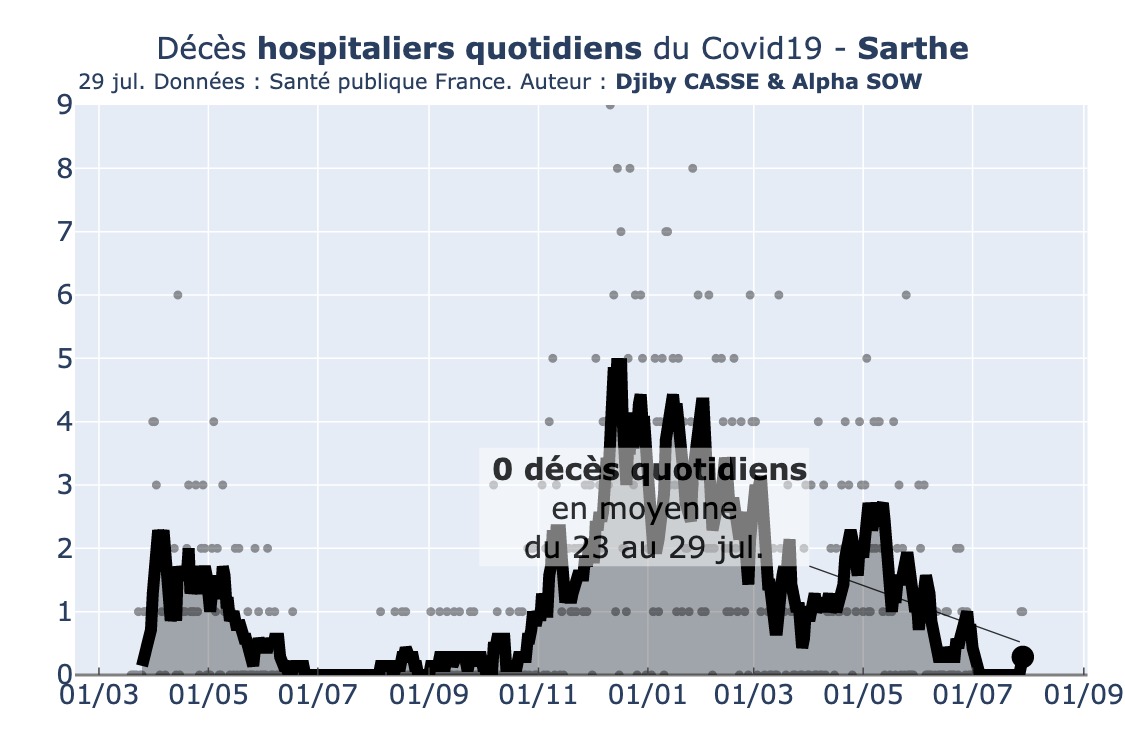 Décès hospitaliers quotidiens du Covid19 - Sarthe
29 jul. Données : Santé publique France. Auteur : Djiby CASSE & Alpha SOW
9
8
7
6
5
4
3
2
1
0
0 décès quotidiens
en moyenne
du 23 au 29 jul.
01/03 01/05 01/07 01/09 01/11 01/01 01/03 01/05 01/07 01/09